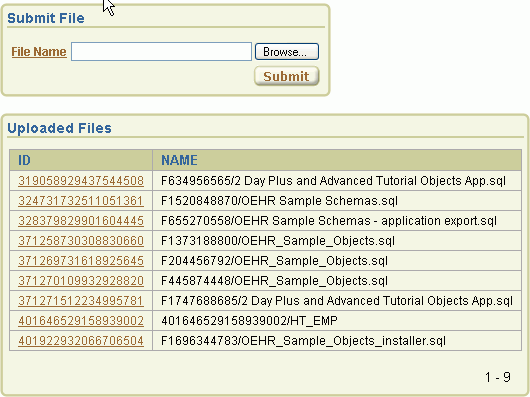 Submit File
File Name Browse...
Submit
Uploaded Files
ID NAME
319058929437544508 F634956565/2 Day Plus and Advanced Tutorial Objects App.sql
324731732511051361 F1520848870/OEHR Sample Schemas.sql
328379829901604445 F655270558/OEHR Sample Schemas - application export.sql
371258730308830660 F1373188800/OEHR_Sample_Objects.sql
371269731618925645 F204456792/OEHR_Sample_Objects.sql
371270109932928820 F445874448/OEHR_Sample_Objects.sql
371271512234995781 F1747688685/2 Day Plus and Advanced Tutorial Objects App.sql
401646529158939002 401646529158939002/HT_EMP
401922932066706504 F1696344783/OEHR_Sample_Objects_installer.sql
1 - 9